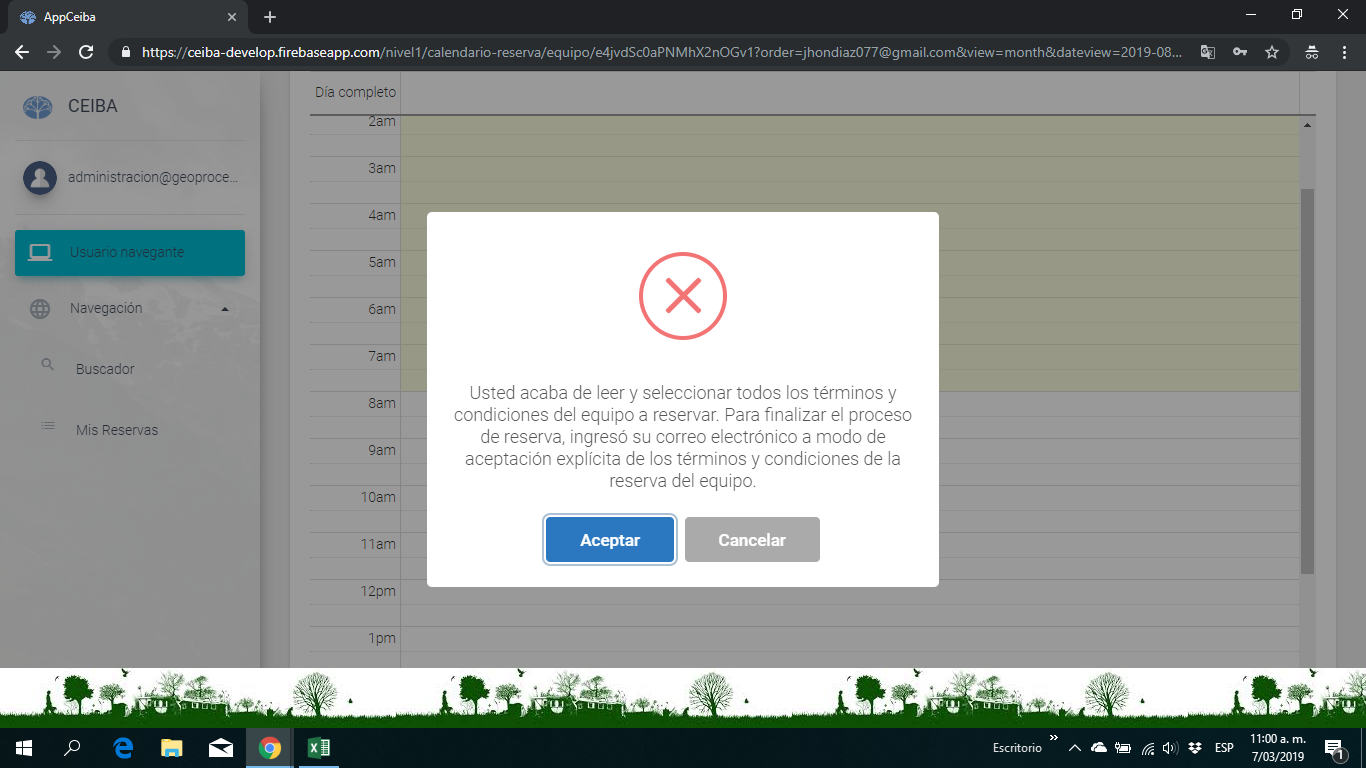 AppCeiba
https://ceiba-develop.firebaseapp.com/nivel1/calendario-reserva/equipo/e4jvdSc0aPNMhX2nOGv1?order=jhondiaz077@gmail.com&view=month&dateview=2019-08...
CEIBA
administracion@geoproce...
Usuario navegante
Navegación
Buscador
Mis Reservas
Día completo
2am
3am
4am
5am
6am
7am
8am
9am
10am
11am
12pm
1pm
Usted acaba de leer y seleccionar todos los términos y
condiciones del equipo a reservar. Para finalizar el proceso
de reserva, ingresó su correo electrónico a modo de
aceptación explícita de los términos y condiciones de la
reserva del equipo.
Aceptar
Cancelar
Escritorio
ESP
11:00 a. m.
7/03/2019
1